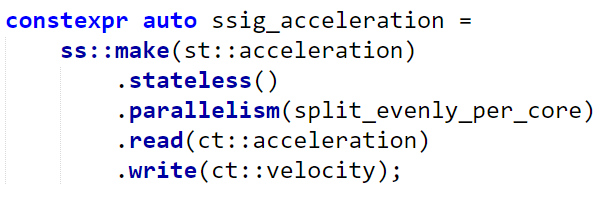 constexpr auto ssig_acceleration =
    ss::make(st::acceleration)
        .stateless()
        .parallelism(split_evenly_per_core)
        .read(ct::acceleration)
        .write(ct::velocity);